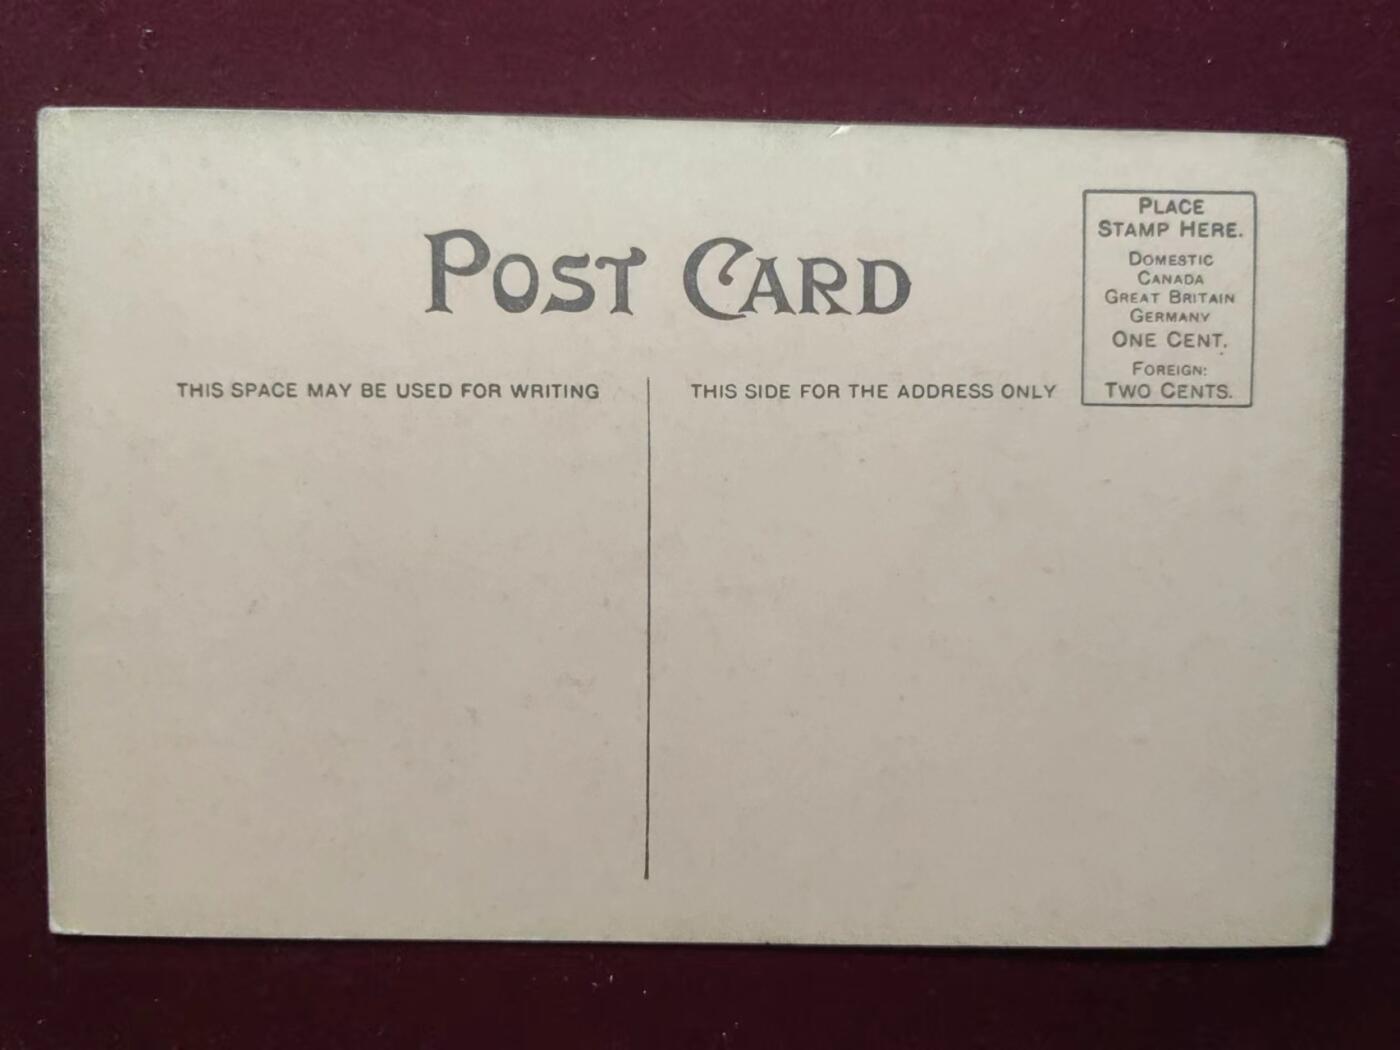 POST CARD
THIS SPACE MAY BE USED FOR WRITING
THIS SIDE FOR THE ADDRESS ONLY
PLACE
STAMP HERE.
DOMESTIC
CANADA
GREAT BRITAIN
GERMANY
ONE CENT.
FOREIGN:
TWO CENTS.